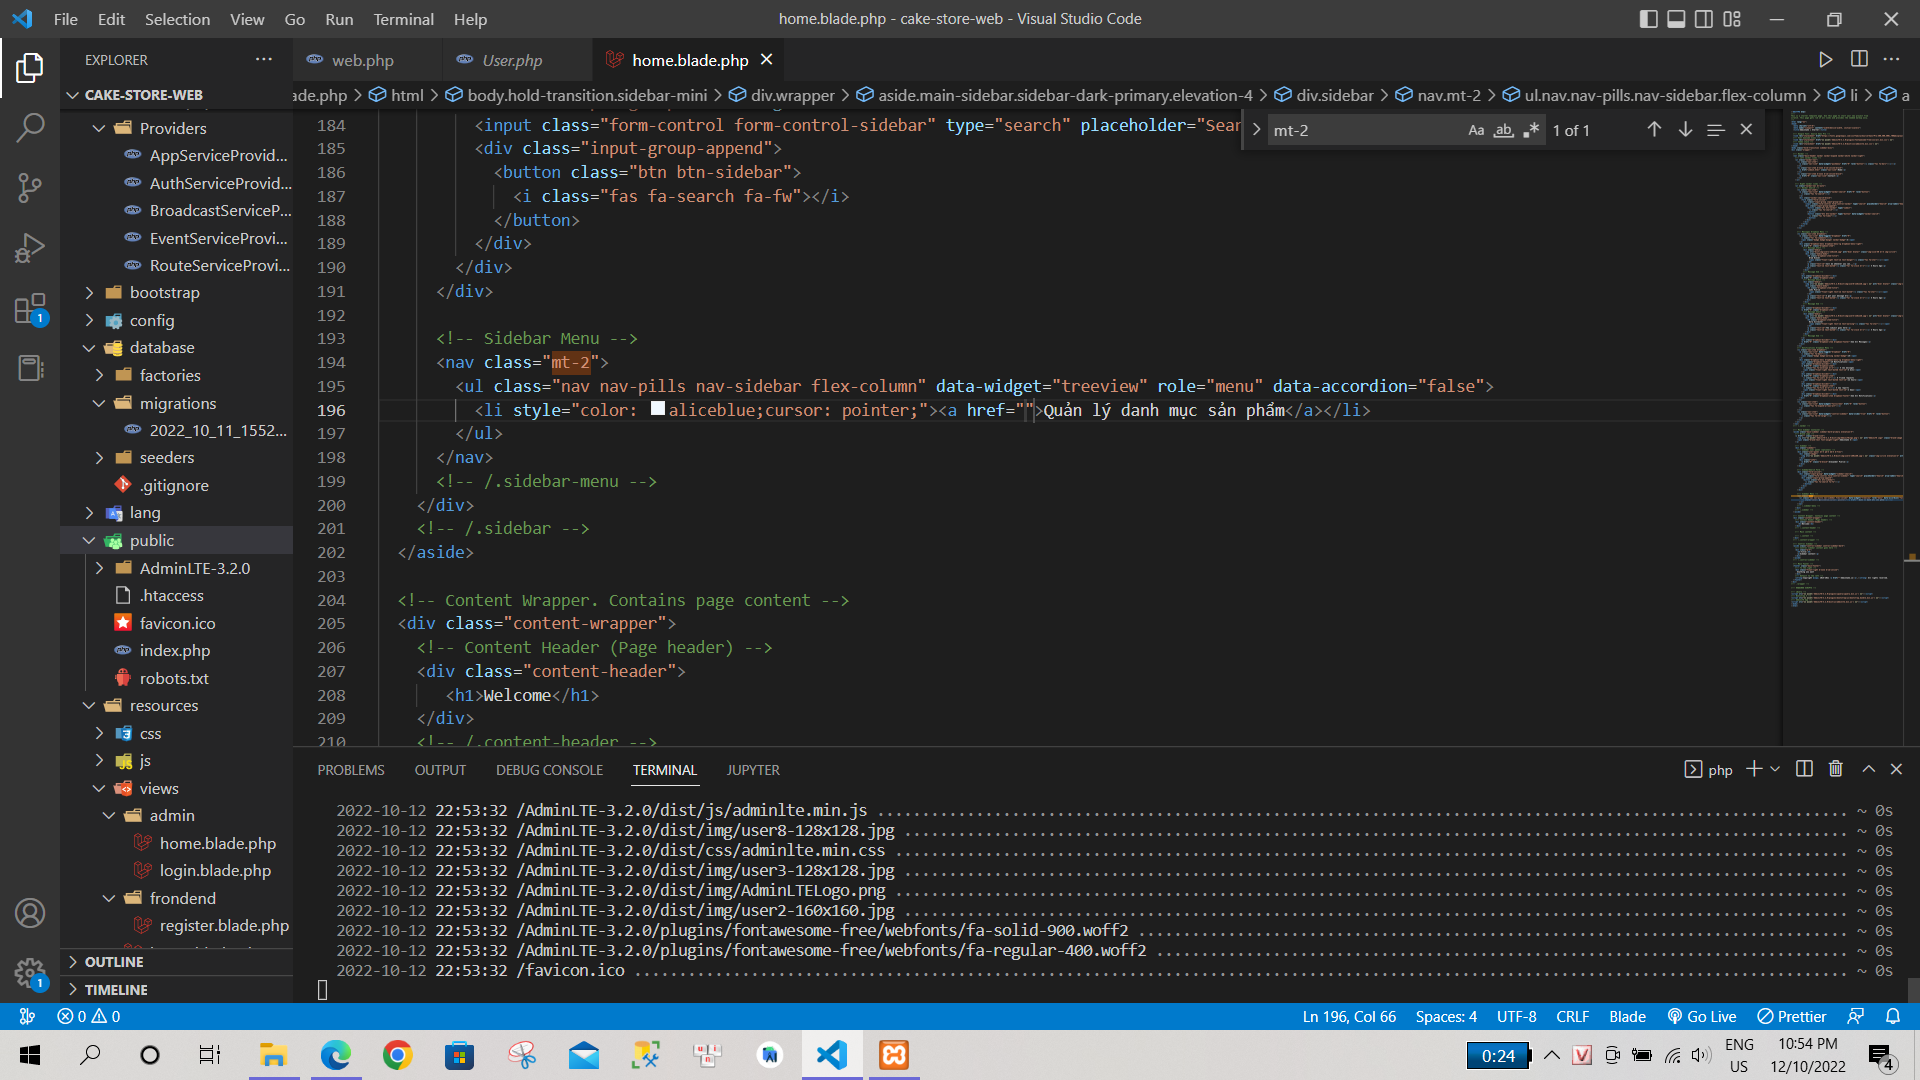 File Edit Selection View Go Run Terminal Help
home.blade.php - cake-store-web - Visual Studio Code
EXPLORER
web.php
User.php
home.blade.php
CAKE-STORE-WEB
ade.php > html > body.hold-transition.sidebar-mini > div.wrapper > aside.main-sidebar.sidebar-dark-primary.elevation-4 > div.sidebar > nav.mt-2 > ul.nav.nav-pills.nav-sidebar.flex-column > li > a
mt-2
Aa ab .* 1 of 1
Providers
AppServiceProvid...
AuthServiceProvid...
BroadcastServiceP...
EventServiceProvi...
RouteServiceProvi...
bootstrap
config
database
factories
migrations
2022_10_11_1552...
seeders
.gitignore
lang
public
AdminLTE-3.2.0
.htaccess
favicon.ico
index.php
robots.txt
resources
css
js
views
admin
home.blade.php
login.blade.php
frondend
register.blade.php
OUTLINE
TIMELINE
184 <input class="form-control form-control-sidebar" type="search" placeholder="Sear
185 <div class="input-group-append">
186 <button class="btn btn-sidebar">
187 <i class="fas fa-search fa-fw"></i>
188 </button>
189 </div>
190 </div>
191 </div>
192
193 <!-- Sidebar Menu -->
194 <nav class="mt-2">
195 <ul class="nav nav-pills nav-sidebar flex-column" data-widget="treeview" role="menu" data-accordion="false">
196 <li style="color: aliceblue;cursor: pointer;"><a href="">Quản lý danh mục sản phẩm</a></li>
197 </ul>
198 </nav>
199 <!-- /.sidebar-menu -->
200 </div>
201 <!-- /.sidebar -->
202 </aside>
203
204 <!-- Content Wrapper. Contains page content -->
205 <div class="content-wrapper">
206 <!-- Content Header (Page header) -->
207 <div class="content-header">
208 <h1>Welcome</h1>
209 </div>
210 <!-- /.content-header -->
PROBLEMS OUTPUT DEBUG CONSOLE TERMINAL JUPYTER
php
2022-10-12 22:53:32 /AdminLTE-3.2.0/dist/js/adminlte.min.js ~ 0s
2022-10-12 22:53:32 /AdminLTE-3.2.0/dist/img/user8-128x128.jpg ~ 0s
2022-10-12 22:53:32 /AdminLTE-3.2.0/dist/css/adminlte.min.css ~ 0s
2022-10-12 22:53:32 /AdminLTE-3.2.0/dist/img/user3-128x128.jpg ~ 0s
2022-10-12 22:53:32 /AdminLTE-3.2.0/dist/img/AdminLTELogo.png ~ 0s
2022-10-12 22:53:32 /AdminLTE-3.2.0/dist/img/user2-160x160.jpg ~ 0s
2022-10-12 22:53:32 /AdminLTE-3.2.0/plugins/fontawesome-free/webfonts/fa-solid-900.woff2 ~ 0s
2022-10-12 22:53:32 /AdminLTE-3.2.0/plugins/fontawesome-free/webfonts/fa-regular-400.woff2 ~ 0s
2022-10-12 22:53:32 /favicon.ico ~ 0s
0 0
Ln 196, Col 66 Spaces: 4 UTF-8 CRLF Blade Go Live Prettier
0:24
ENG
US
10:54 PM
12/10/2022
4